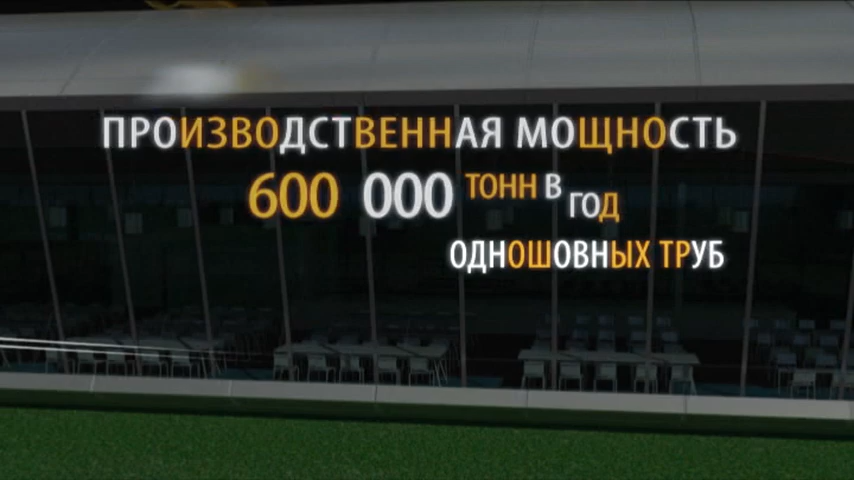 ПРОИЗВОДСТВЕННАЯ МОЩНОСТЬ
600 000 ТОНН В ГОД
ОДНОШОВНЫХ ТРУБ